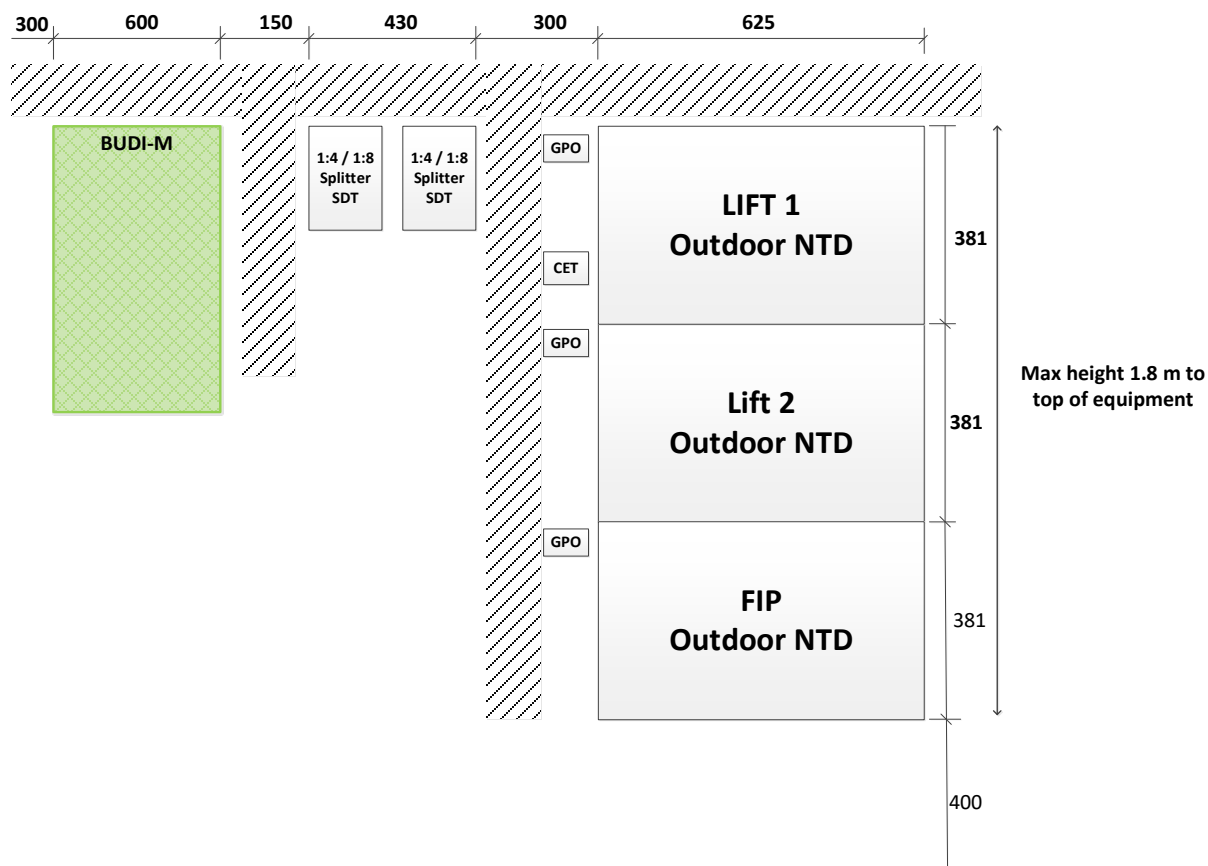 300 600 150 430 300 625
BUDI-M
1:4 / 1:8
Splitter
SDT
1:4 / 1:8
Splitter
SDT
GPO
LIFT 1
Outdoor NTD
381
CET
GPO
Lift 2
Outdoor NTD
381
Max height 1.8 m to
top of equipment
GPO
FIP
Outdoor NTD
381
400